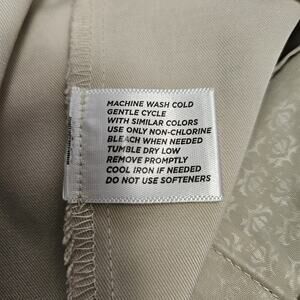 MACHINE WASH COLD
GENTLE CYCLE
WITH SIMILAR COLORS
USE ONLY NON-CHLORINE
BLEACH WHEN NEEDED
TUMBLE DRY LOW
REMOVE PROMPTLY
COOL IRON IF NEEDED
DO NOT USE SOFTENERS